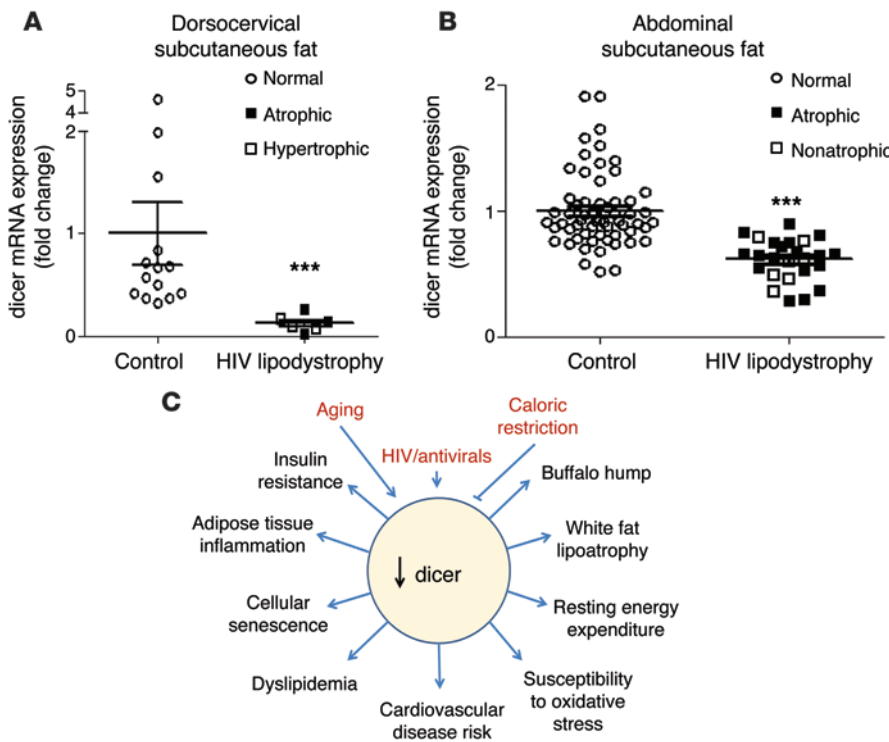 A
Dorsocervical
subcutaneous fat
dicer mRNA expression
(fold change)
5
4
2
1
0
Normal
Atrophic
Hypertrophic
***
Control
HIV lipodystrophy
B
Abdominal
subcutaneous fat
dicer mRNA expression
(fold change)
2
1
0
Normal
Atrophic
Nonatrophic
***
Control
HIV lipodystrophy
C
Aging
HIV/antivirals
Caloric
restriction
Insulin
resistance
Buffalo hump
Adipose tissue
inflammation
White fat
lipoatrophy
dicer
Cellular
senescence
Resting energy
expenditure
Dyslipidemia
Cardiovascular
disease risk
Susceptibility
to oxidative
stress